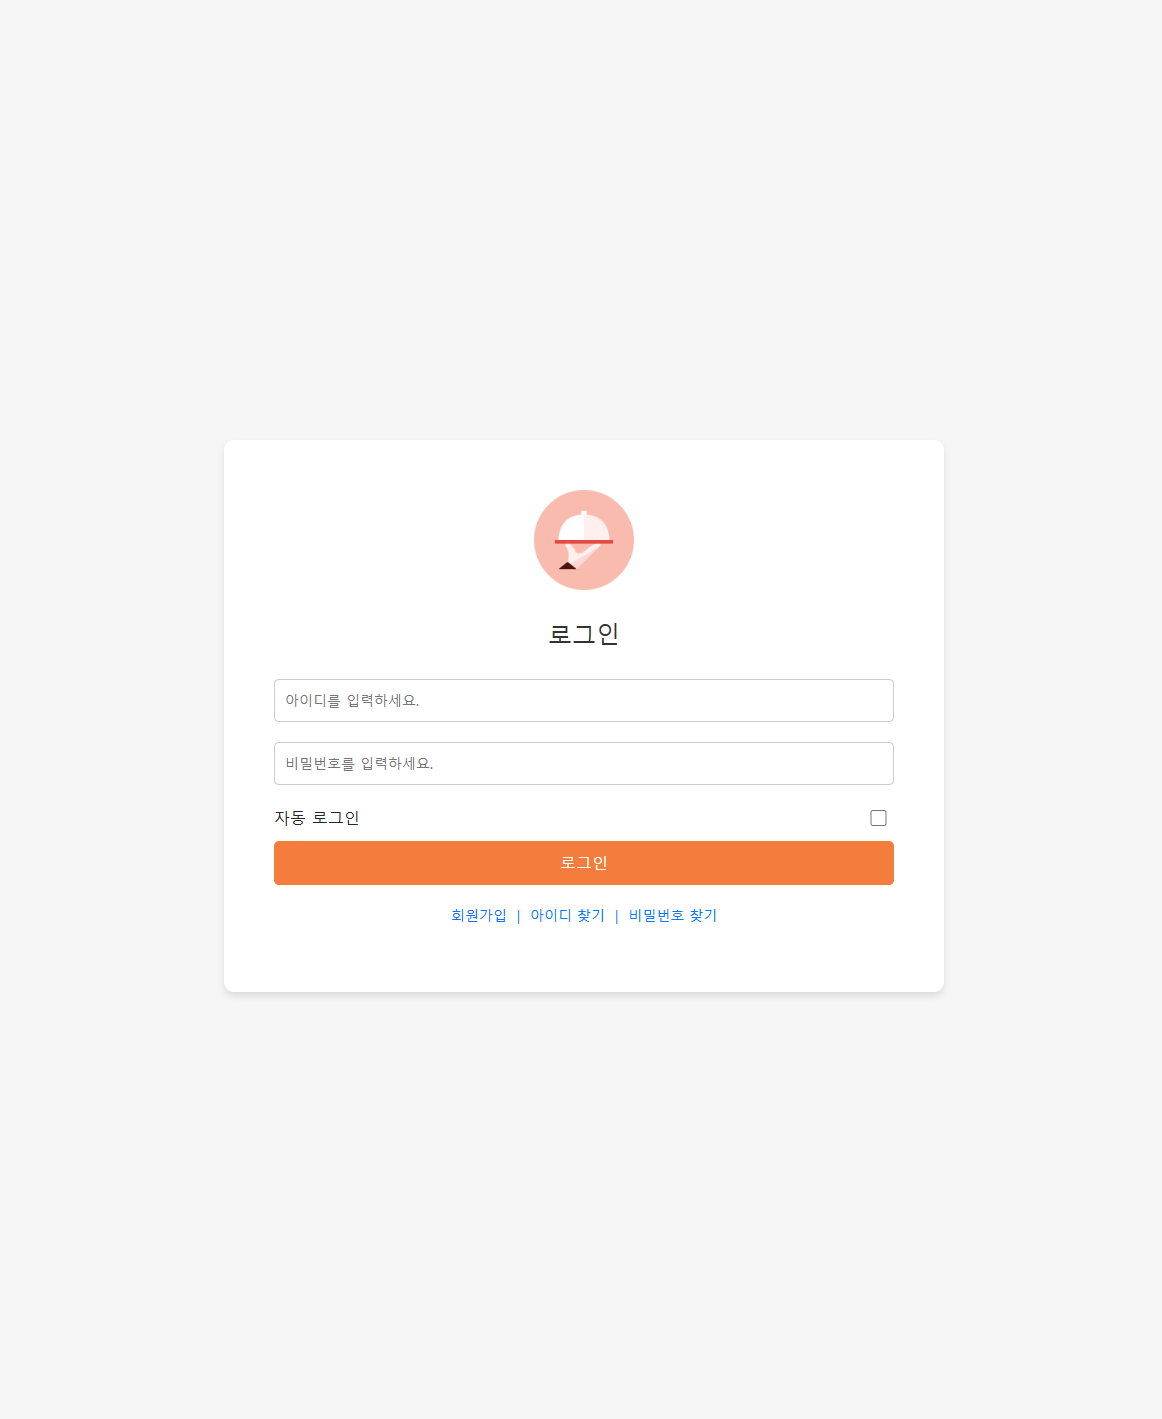 로그인
아이디를 입력하세요.
비밀번호를 입력하세요.
자동 로그인
로그인
회원가입 | 아이디 찾기 | 비밀번호 찾기